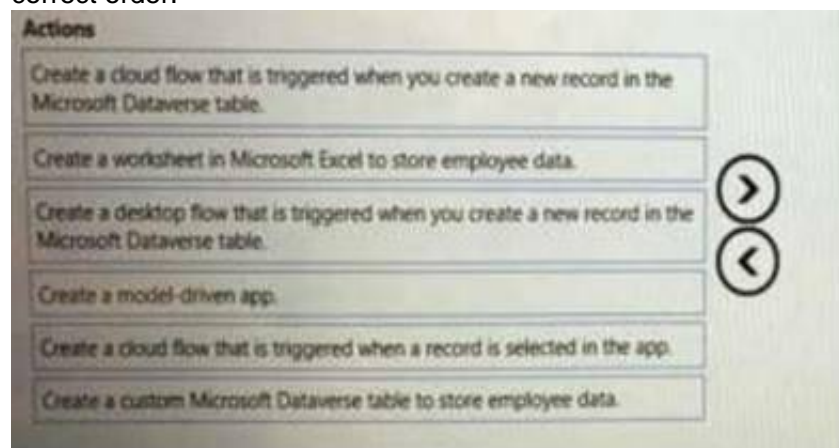 correct order.
Actions
Create a cloud flow that is triggered when you create a new record in the
Microsoft Dataverse table.
Create a worksheet in Microsoft Excel to store employee data.
Create a desktop flow that is triggered when you create a new record in the
Microsoft Dataverse table.
Create a model-driven app.
Create a cloud flow that is triggered when a record is selected in the app.
Create a custom Microsoft Dataverse table to store employee data.